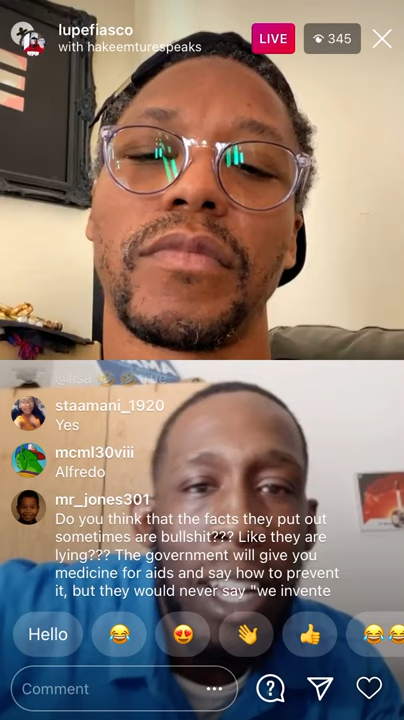 lupefiasco
with hakeemturespeaks
LIVE
345
staamani_1920
Yes
mcml30viii
Alfredo
mr_jones301
Do you think that the facts they put out
sometimes are bullshit??? Like they are
lying??? The government will give you
medicine for aids and say how to prevent
it, but they would never say "we invente
Hello
Comment